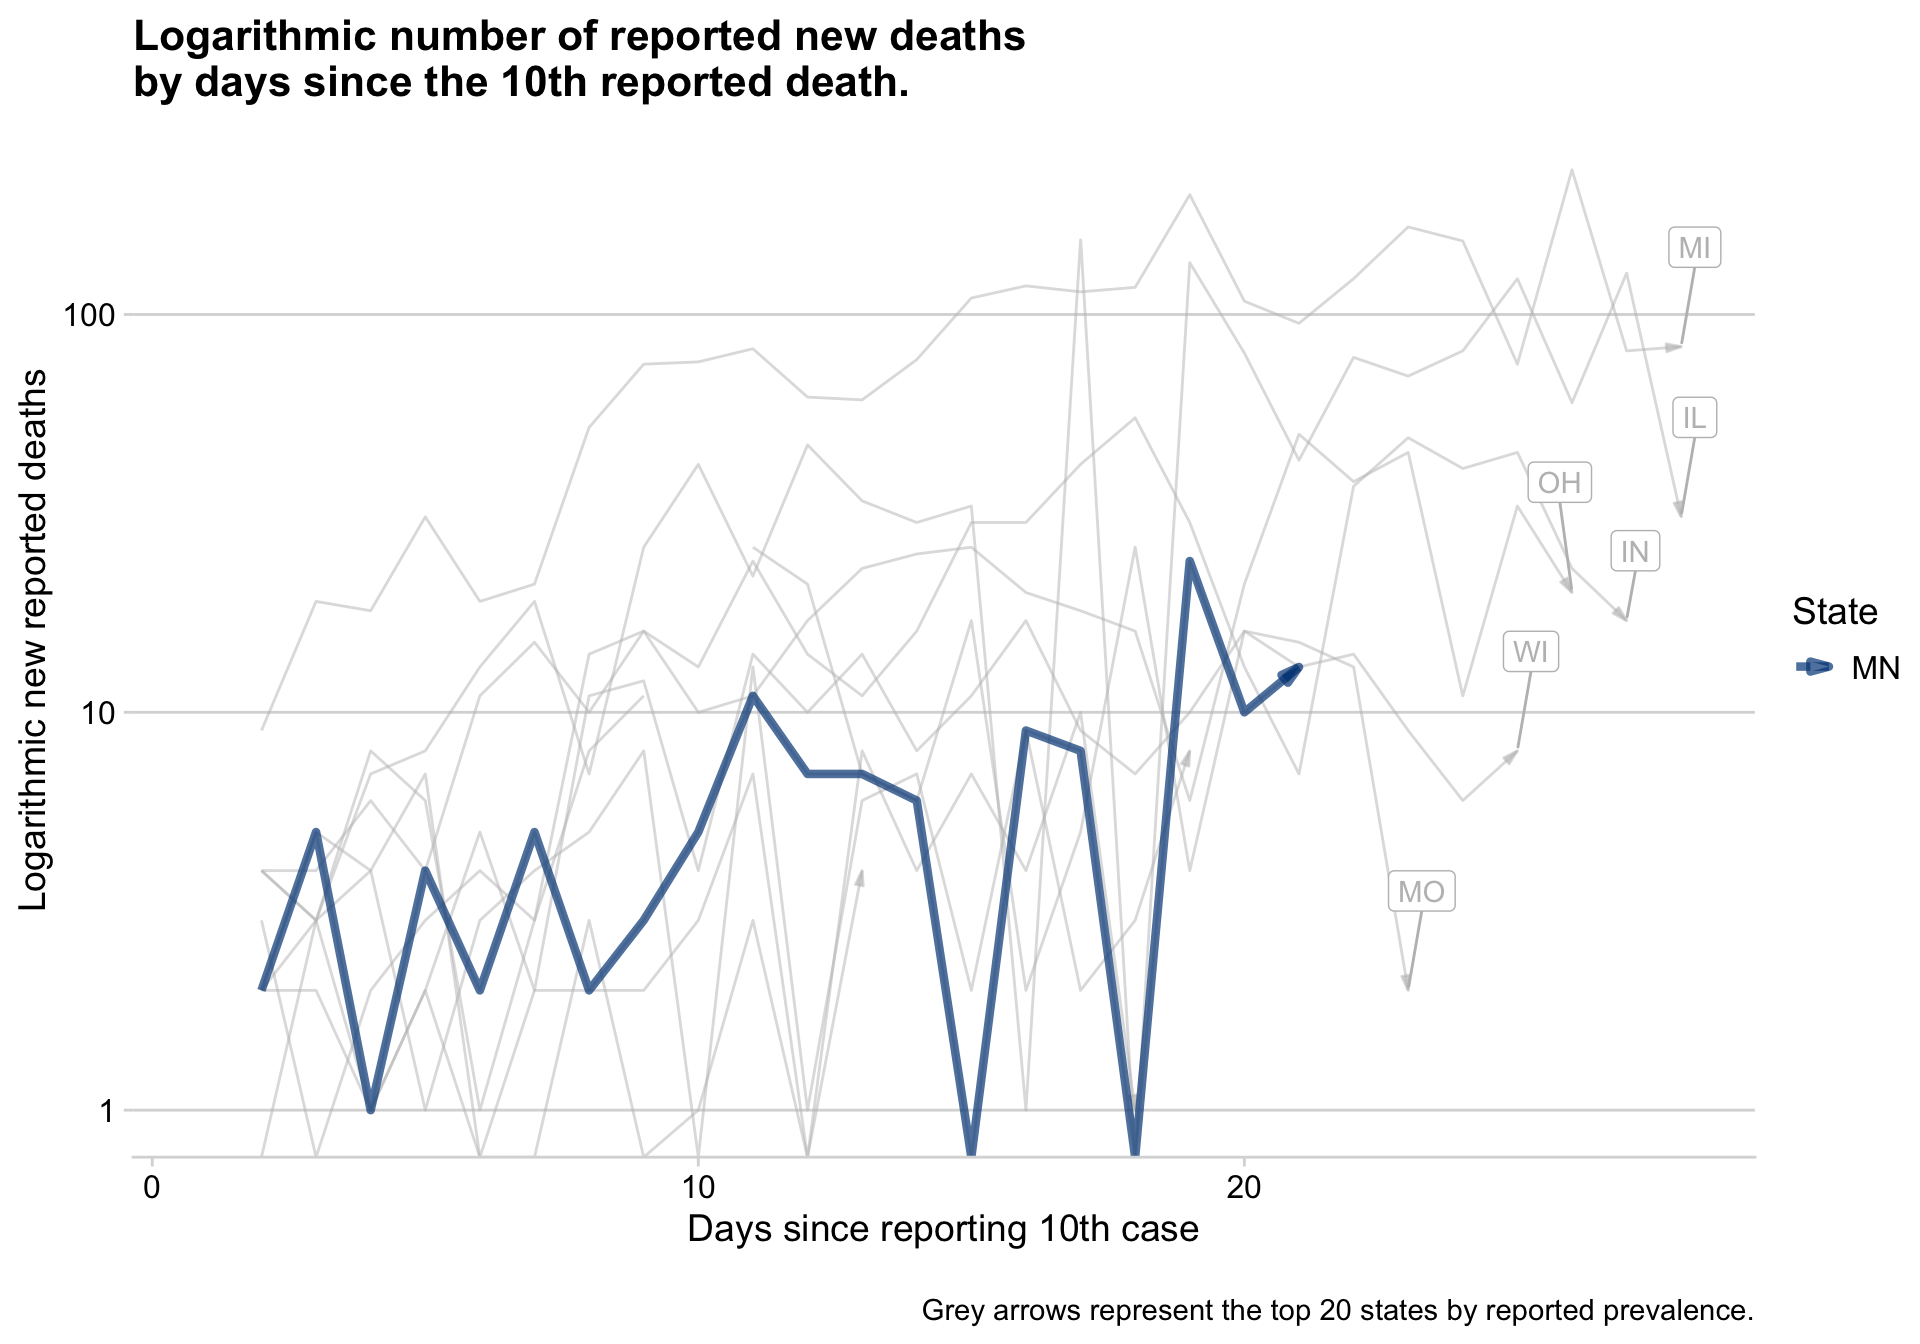 Logarithmic number of reported new deaths
by days since the 10th reported death.
Logarithmic new reported deaths
100
10
1
MI
IL
OH
IN
WI
MO
State
MN
0
10
20
Days since reporting 10th case
Grey arrows represent the top 20 states by reported prevalence.